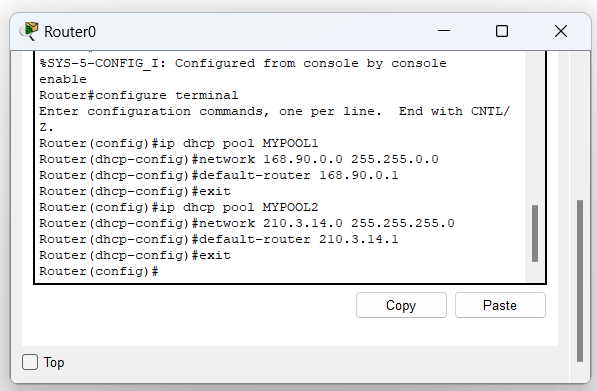 Router0
%SYS-5-CONFIG_I: Configured from console by console
enable
Router#configure terminal
Enter configuration commands, one per line.  End with CNTL/
Z.
Router(config)#ip dhcp pool MYPOOL1
Router(dhcp-config)#network 168.90.0.0 255.255.0.0
Router(dhcp-config)#default-router 168.90.0.1
Router(dhcp-config)#exit
Router(config)#ip dhcp pool MYPOOL2
Router(dhcp-config)#network 210.3.14.0 255.255.255.0
Router(dhcp-config)#default-router 210.3.14.1
Router(dhcp-config)#exit
Router(config)#
Copy Paste
Top